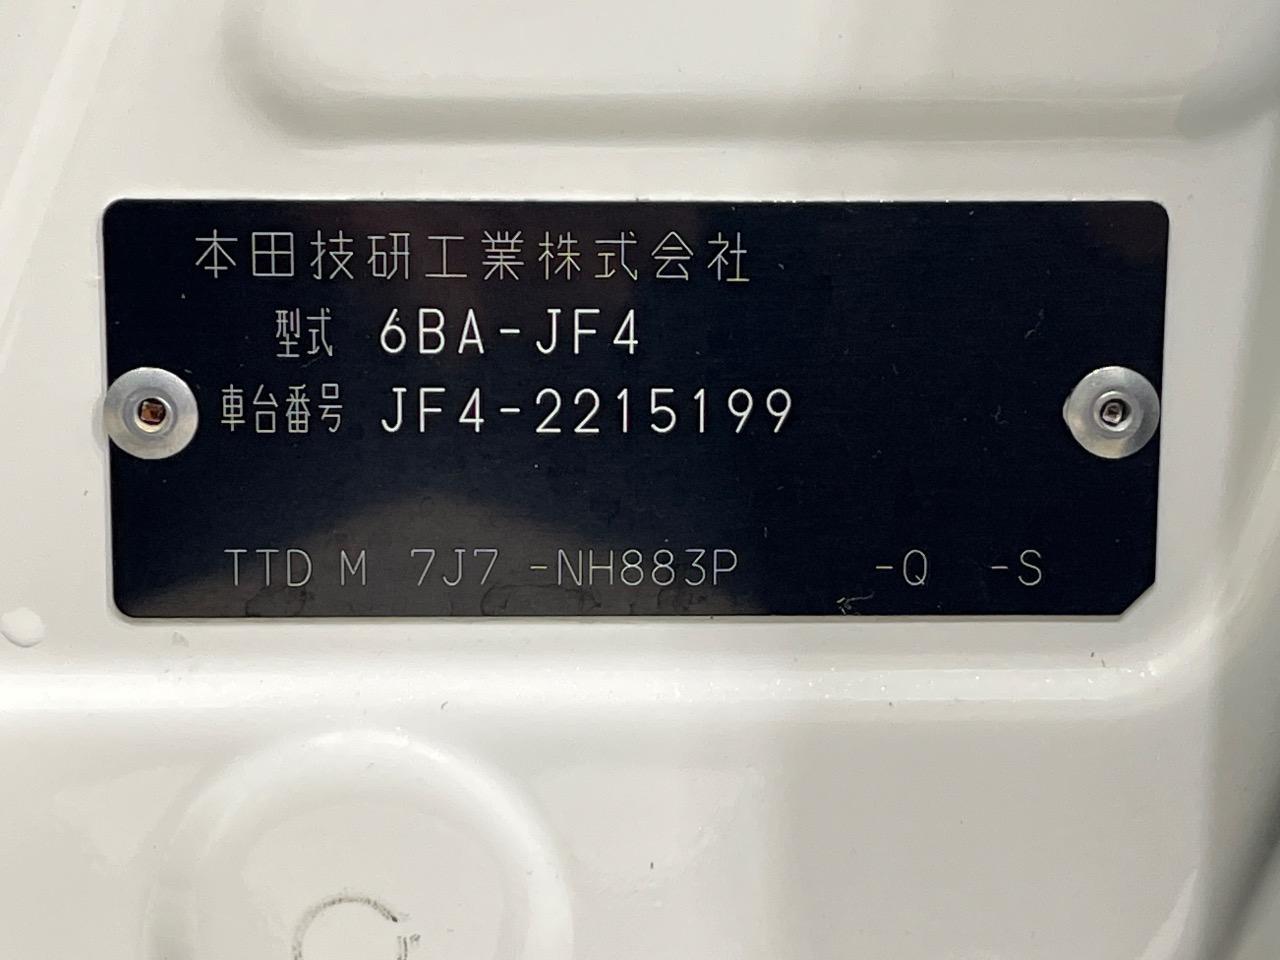 本田技研工業株式会社
型式 6BA-JF4
車台番号 JF4-2215199
TTD M 7J7 -NH883P -Q -S